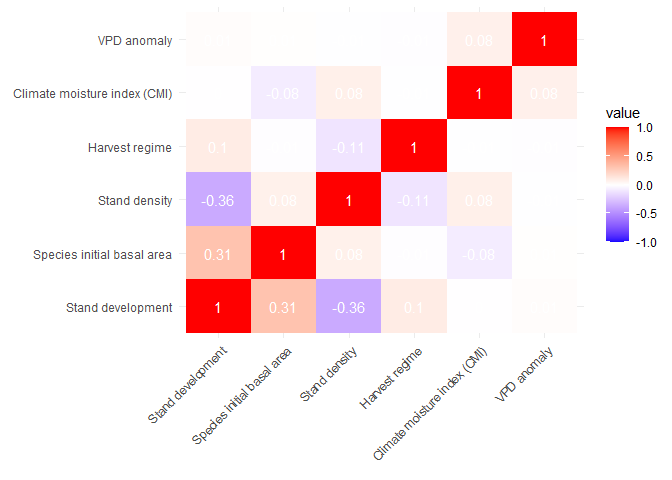 VPD anomaly
0.08
1
Climate moisture index (CMI)
-0.08
0.08
1
0.08
Harvest regime
0.1
-0.11
1
Stand density
-0.36
0.08
1
-0.11
0.08
Species initial basal area
0.31
1
0.08
-0.08
Stand development
1
0.31
-0.36
0.1
Stand development
Species initial basal area
Stand density
Harvest regime
Climate moisture index (CMI)
VPD anomaly
value
1.0
0.5
0.0
-0.5
-1.0